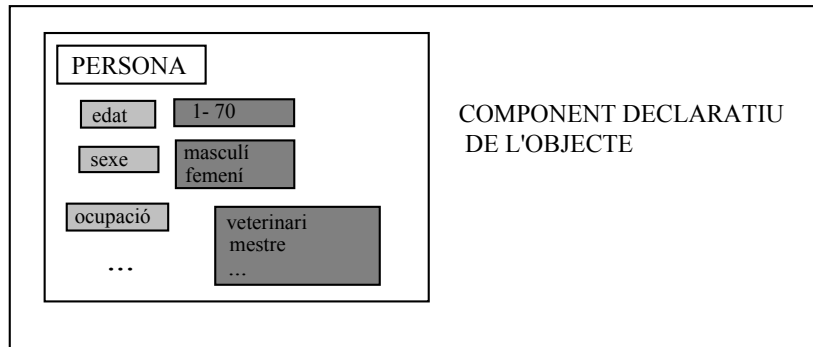 PERSONA
edat
1- 70
sexe
masculí
femení
ocupació
veterinari
mestre
...
...
COMPONENT DECLARATIU
DE L'OBJECTE